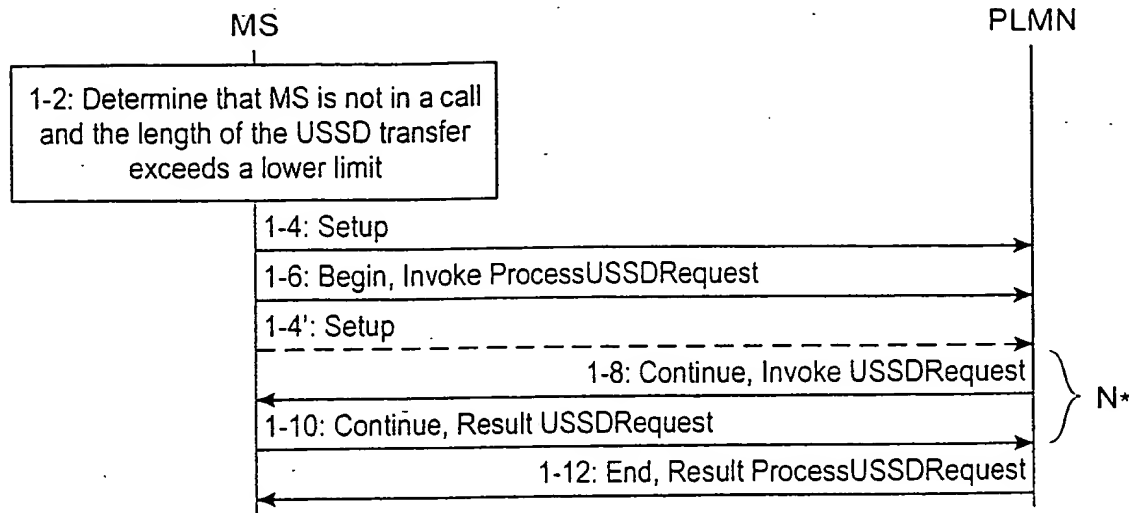 MS
PLMN
1-2: Determine that MS is not in a call
and the length of the USSD transfer
exceeds a lower limit
1-4: Setup
1-6: Begin, Invoke ProcessUSSDRequest
1-4': Setup
1-8: Continue, Invoke USSDRequest
N*
1-10: Continue, Result USSDRequest
1-12: End, Result ProcessUSSDRequest